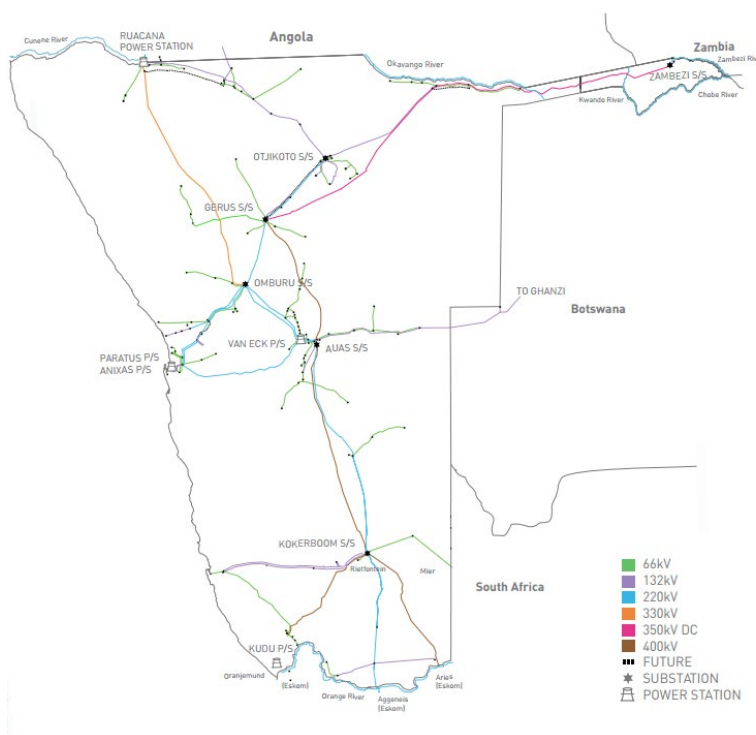 RUACANA
POWER STATION
Angola
Cunene River
Okavango River
Zambia
Zambezi Riv
ZAMBEZI S/S
Kwando River
Chobe River
OTJIKOTO S/S
GERUS S/S
OMBURU S/S
TO GHANZI
Botswana
VAN ECK P/S
AUAS S/S
PARATUS P/S
ANIXAS P/S
KOKERBOOM S/S
Rietfontein
Mier
South Africa
KUDU P/S
Oranjemund
(Eskom)
Orange River
Aggeneis
(Eskom)
Aries
(Eskom)
66kV
132kV
220kV
330kV
350kV DC
400kV
FUTURE
SUBSTATION
POWER STATION